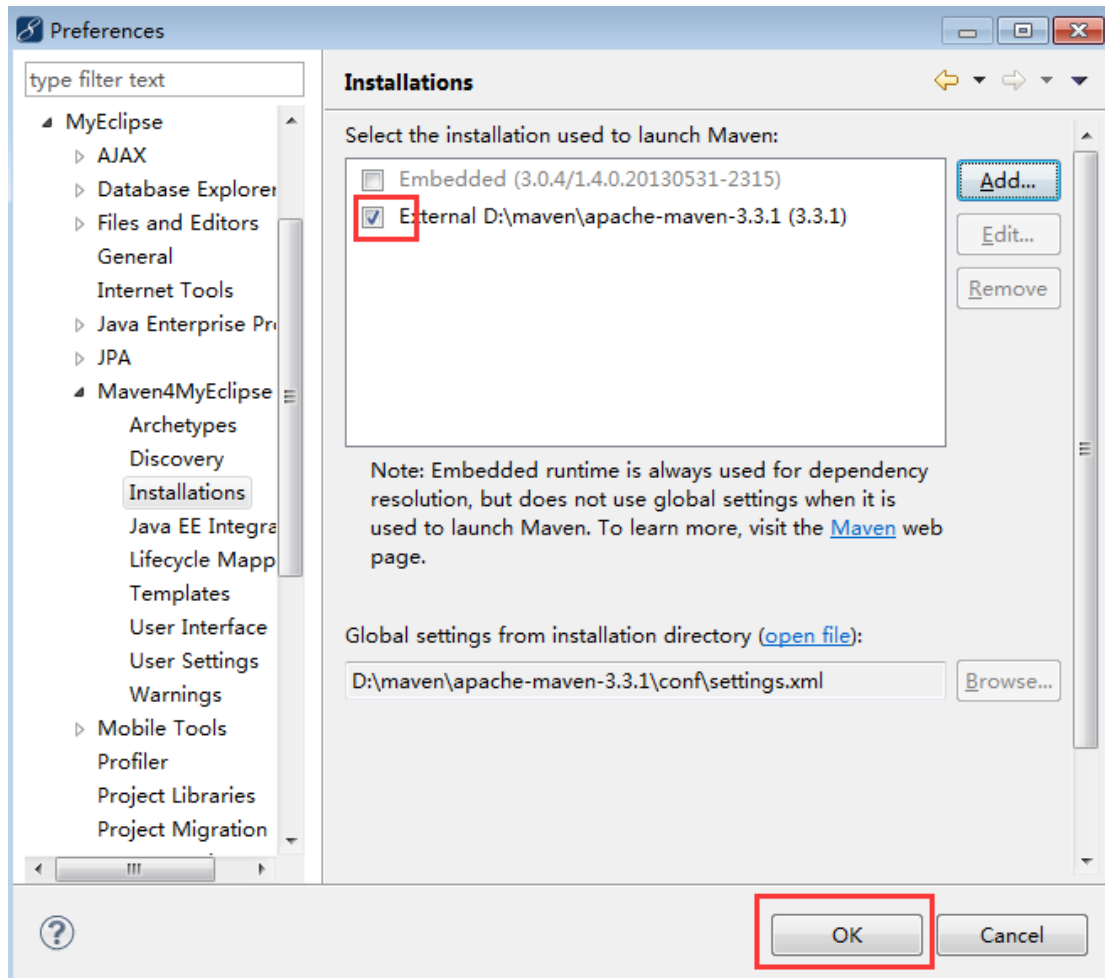 Preferences
type filter text
MyEclipse
AJAX
Database Explorer
Files and Editors
General
Internet Tools
Java Enterprise Pr
JPA
Maven4MyEclipse
Archetypes
Discovery
Installations
Java EE Integra
Lifecycle Mapp
Templates
User Interface
User Settings
Warnings
Mobile Tools
Profiler
Project Libraries
Project Migration
Installations
Select the installation used to launch Maven:
Embedded (3.0.4/1.4.0.20130531-2315)
External D:\maven\apache-maven-3.3.1 (3.3.1)
Add...
Edit...
Remove
Note: Embedded runtime is always used for dependency
resolution, but does not use global settings when it is
used to launch Maven. To learn more, visit the Maven web
page.
Global settings from installation directory (open file):
D:\maven\apache-maven-3.3.1\conf\settings.xml
Browse...
OK
Cancel